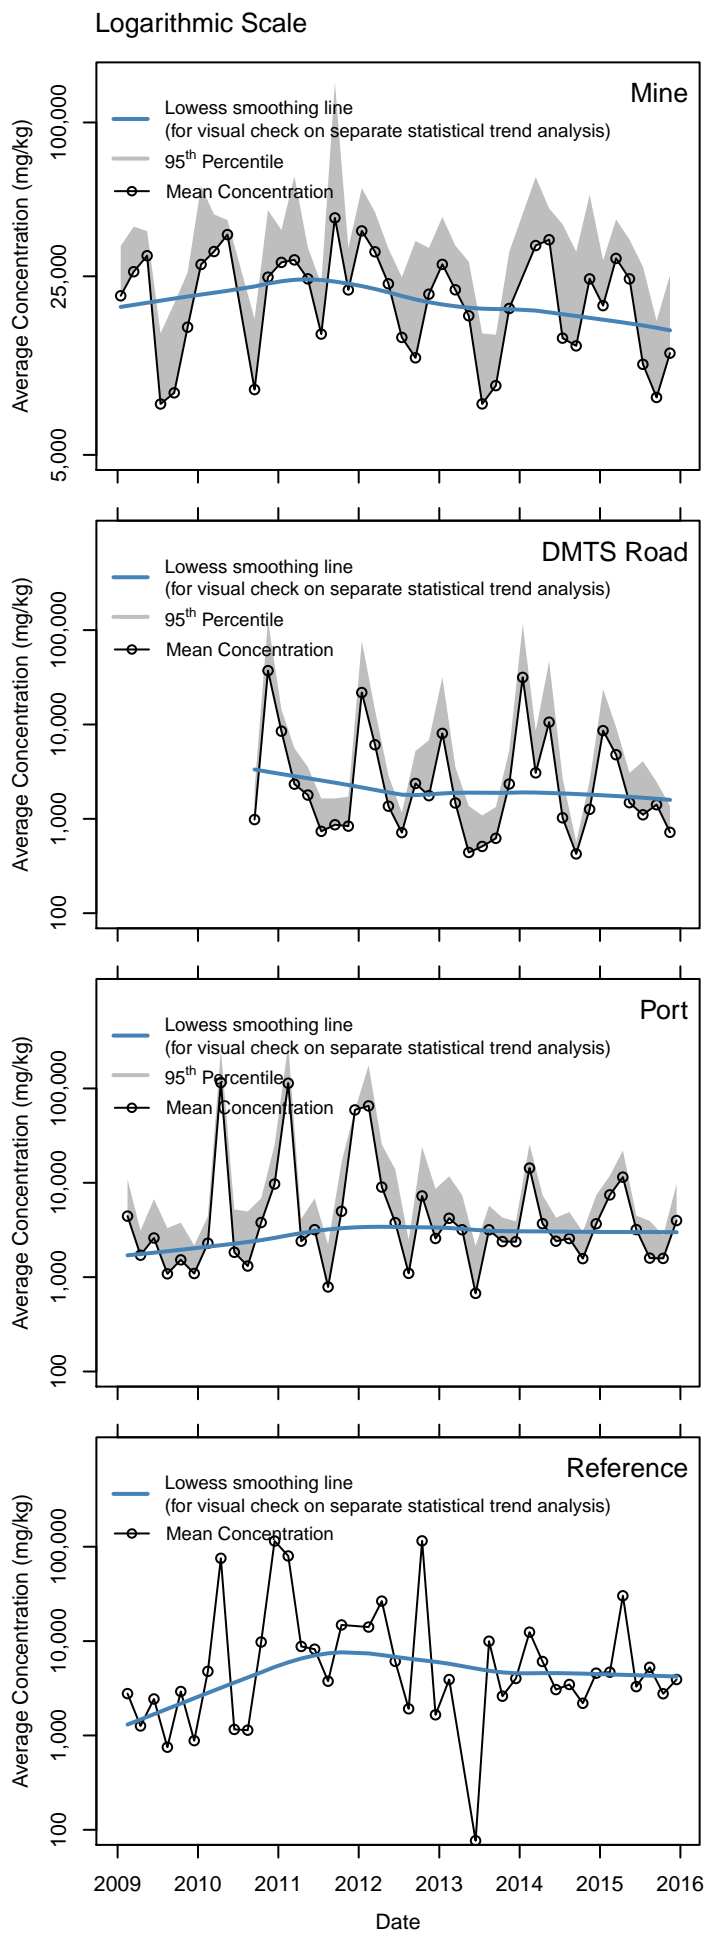 Logarithmic Scale
Mine
Lowess smoothing line
(for visual check on separate statistical trend analysis)
95th Percentile
Mean Concentration
Average Concentration (mg/kg)
100,000
25,000
5,000
DMTS Road
Lowess smoothing line
(for visual check on separate statistical trend analysis)
95th Percentile
Mean Concentration
Average Concentration (mg/kg)
100,000
10,000
1,000
100
Port
Lowess smoothing line
(for visual check on separate statistical trend analysis)
95th Percentile
Mean Concentration
Average Concentration (mg/kg)
100,000
10,000
1,000
100
Reference
Lowess smoothing line
(for visual check on separate statistical trend analysis)
Mean Concentration
Average Concentration (mg/kg)
100,000
10,000
1,000
100
2009 2010 2011 2012 2013 2014 2015 2016
Date